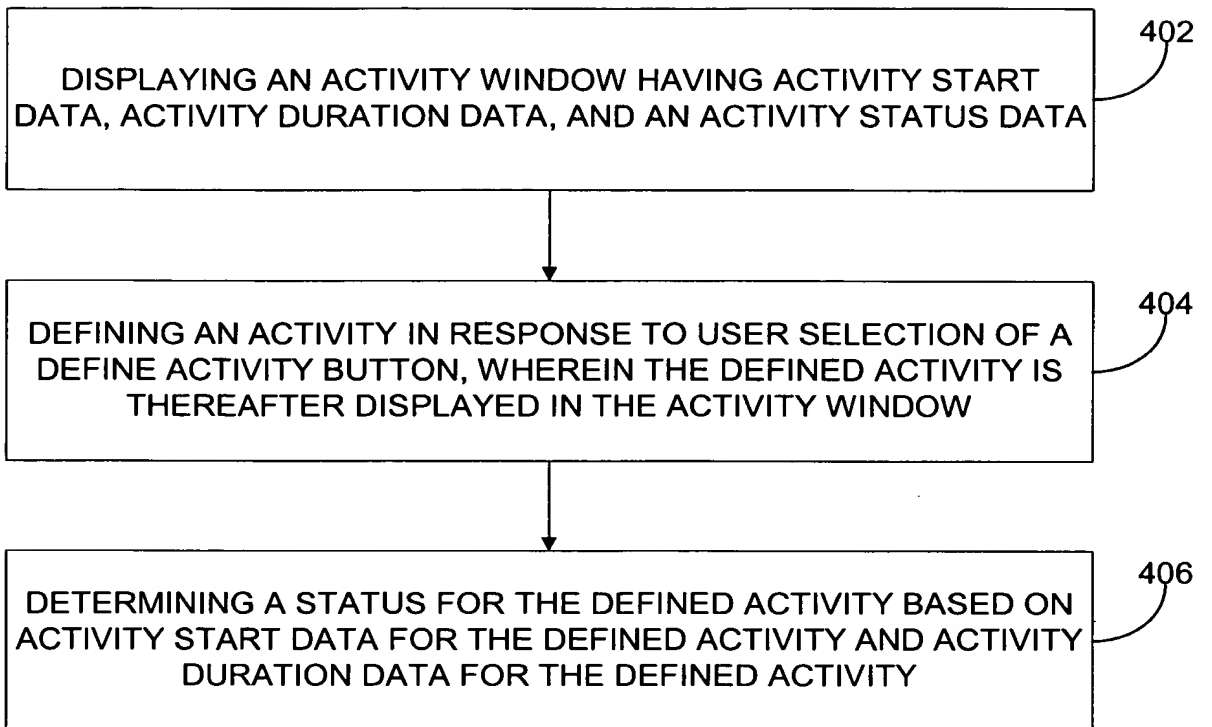 402
DISPLAYING AN ACTIVITY WINDOW HAVING ACTIVITY START
DATA, ACTIVITY DURATION DATA, AND AN ACTIVITY STATUS DATA
404
DEFINING AN ACTIVITY IN RESPONSE TO USER SELECTION OF A
DEFINE ACTIVITY BUTTON, WHEREIN THE DEFINED ACTIVITY IS
THEREAFTER DISPLAYED IN THE ACTIVITY WINDOW
406
DETERMINING A STATUS FOR THE DEFINED ACTIVITY BASED ON
ACTIVITY START DATA FOR THE DEFINED ACTIVITY AND ACTIVITY
DURATION DATA FOR THE DEFINED ACTIVITY